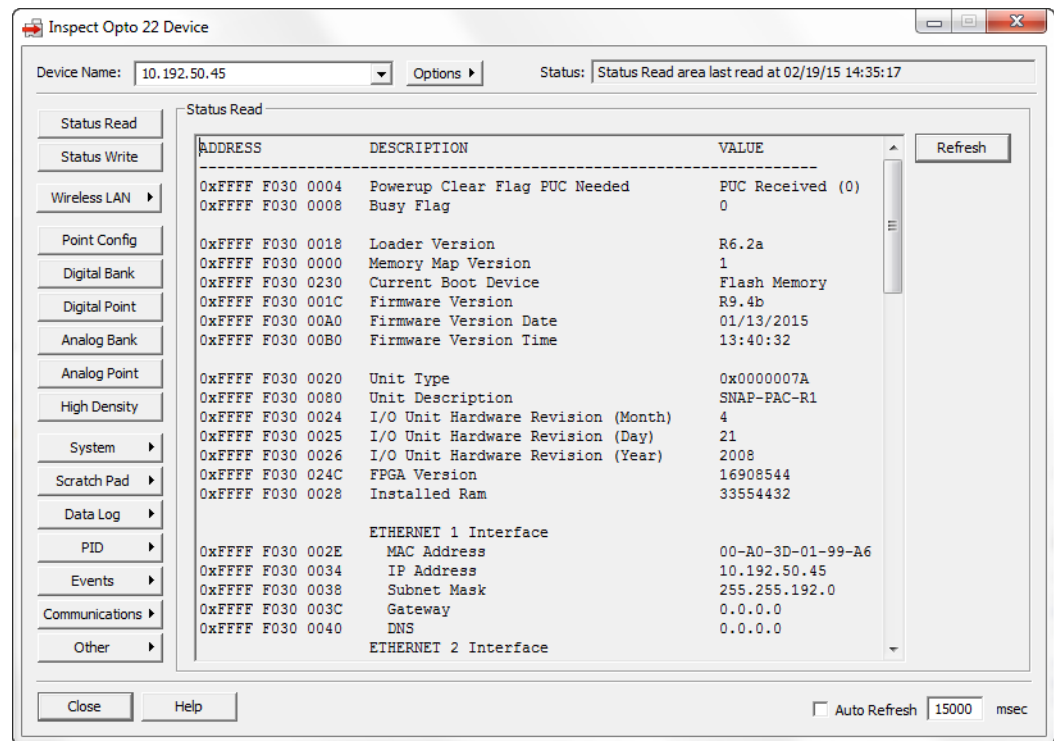 Inspect Opto 22 Device
Device Name: 10.192.50.45 Options Status: Status Read area last read at 02/19/15 14:35:17
Status Read
Status Write
Wireless LAN
Point Config
Digital Bank
Digital Point
Analog Bank
Analog Point
High Density
System
Scratch Pad
Data Log
PID
Events
Communications
Other
Status Read
ADDRESS DESCRIPTION VALUE
--------------------------------------------------------------------------------
0xFFFF F030 0004 Powerup Clear Flag PUC Needed PUC Received (0)
0xFFFF F030 0008 Busy Flag 0
0xFFFF F030 0018 Loader Version R6.2a
0xFFFF F030 0000 Memory Map Version 1
0xFFFF F030 0230 Current Boot Device Flash Memory
0xFFFF F030 001C Firmware Version R9.4b
0xFFFF F030 00A0 Firmware Version Date 01/13/2015
0xFFFF F030 00B0 Firmware Version Time 13:40:32
0xFFFF F030 0020 Unit Type 0x0000007A
0xFFFF F030 0080 Unit Description SNAP-PAC-R1
0xFFFF F030 0024 I/O Unit Hardware Revision (Month) 4
0xFFFF F030 0025 I/O Unit Hardware Revision (Day) 21
0xFFFF F030 0026 I/O Unit Hardware Revision (Year) 2008
0xFFFF F030 024C FPGA Version 16908544
0xFFFF F030 0028 Installed Ram 33554432
ETHERNET 1 Interface
0xFFFF F030 002E MAC Address 00-A0-3D-01-99-A6
0xFFFF F030 0034 IP Address 10.192.50.45
0xFFFF F030 0038 Subnet Mask 255.255.192.0
0xFFFF F030 003C Gateway 0.0.0.0
0xFFFF F030 0040 DNS 0.0.0.0
ETHERNET 2 Interface
Refresh
Close Help Auto Refresh 15000 msec